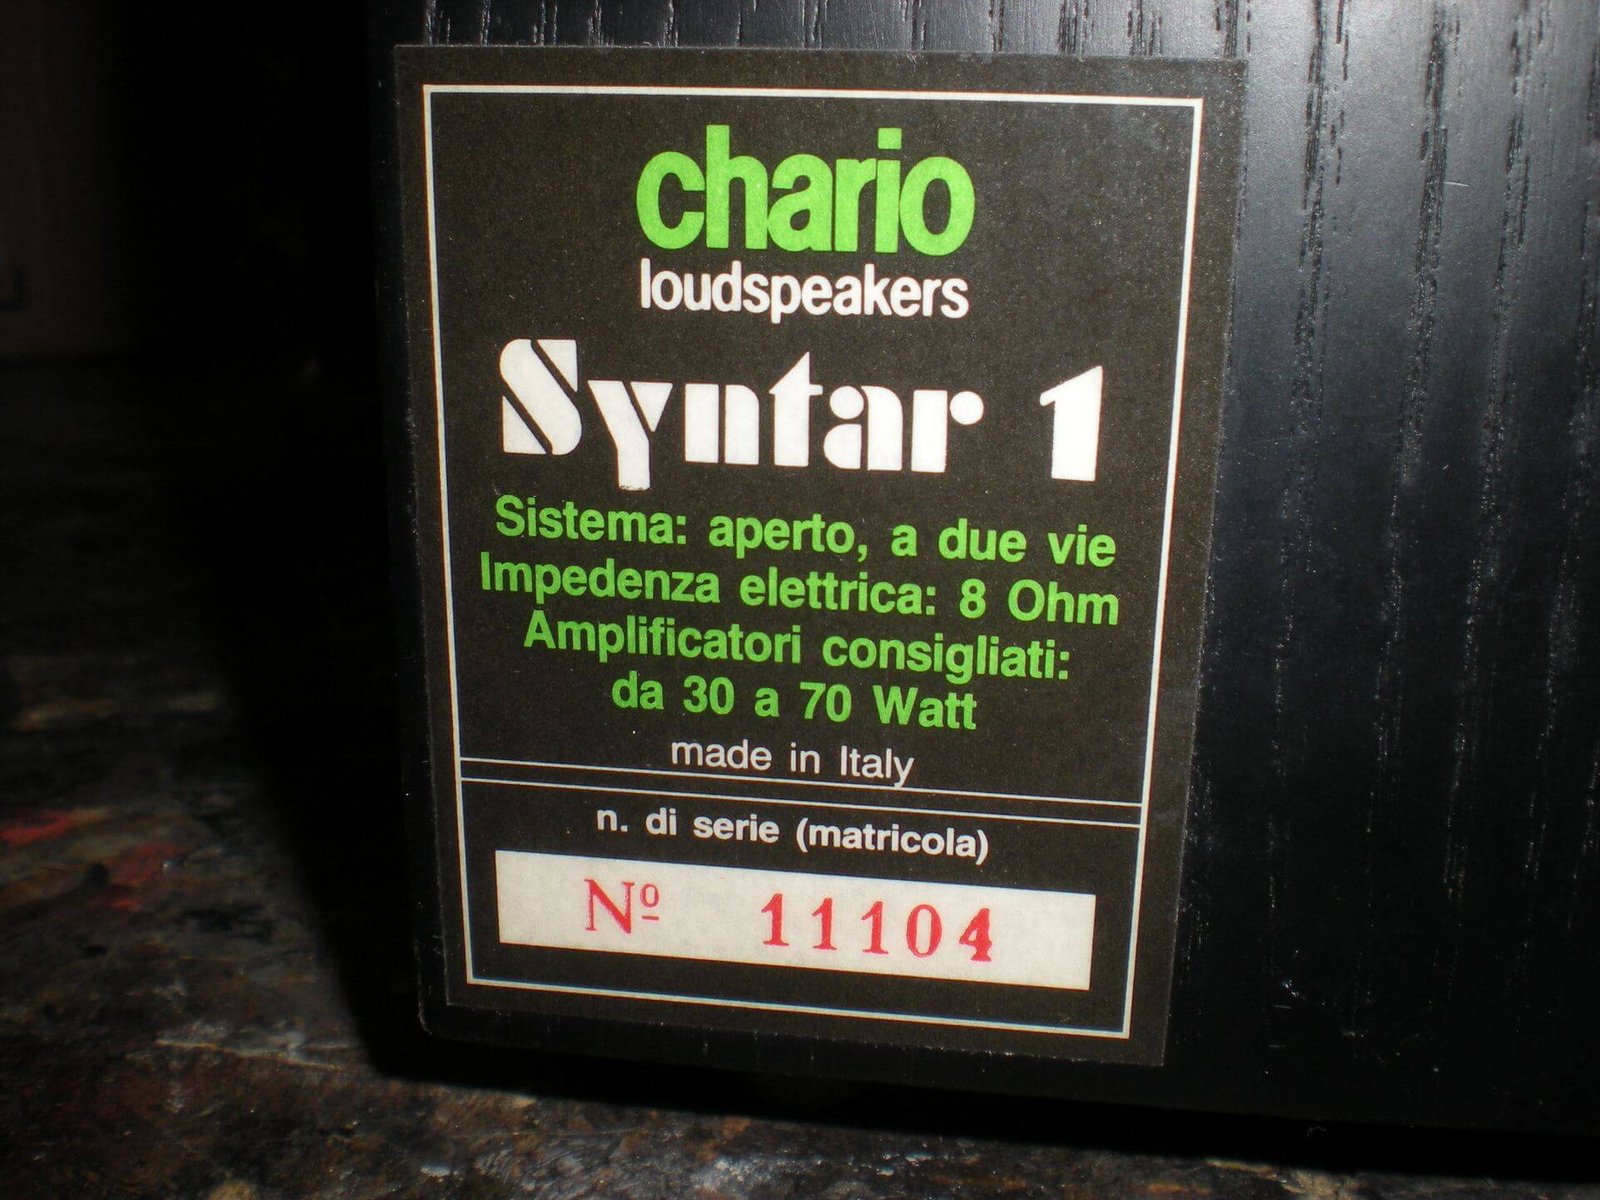 chario
loudspeakers
Syntar 1
Sistema: aperto, a due vie
Impedenza elettrica: 8 Ohm
Amplificatori consigliati:
da 30 a 70 Watt
made in Italy
n. di serie (matricola)
Nº 11104